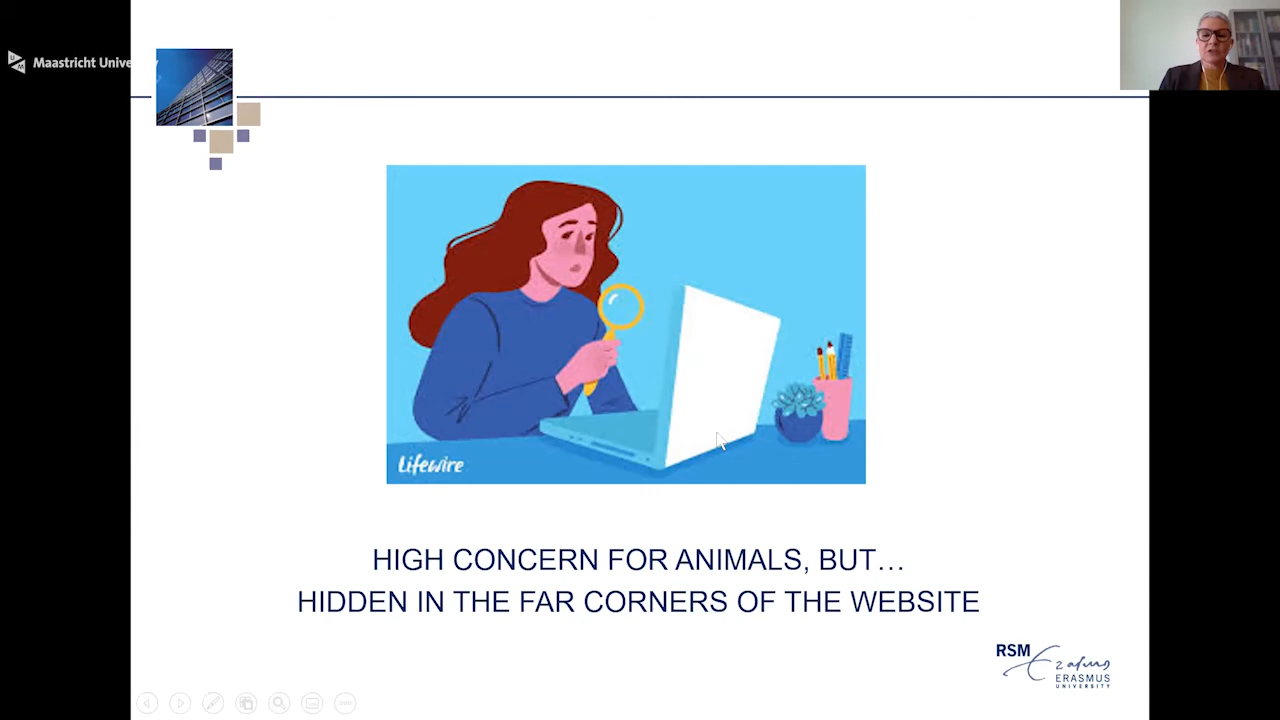 Maastricht Unive
Lifewire
HIGH CONCERN FOR ANIMALS, BUT…
HIDDEN IN THE FAR CORNERS OF THE WEBSITE
RSM
Erasmus
ERASMUS
UNIVERSITY